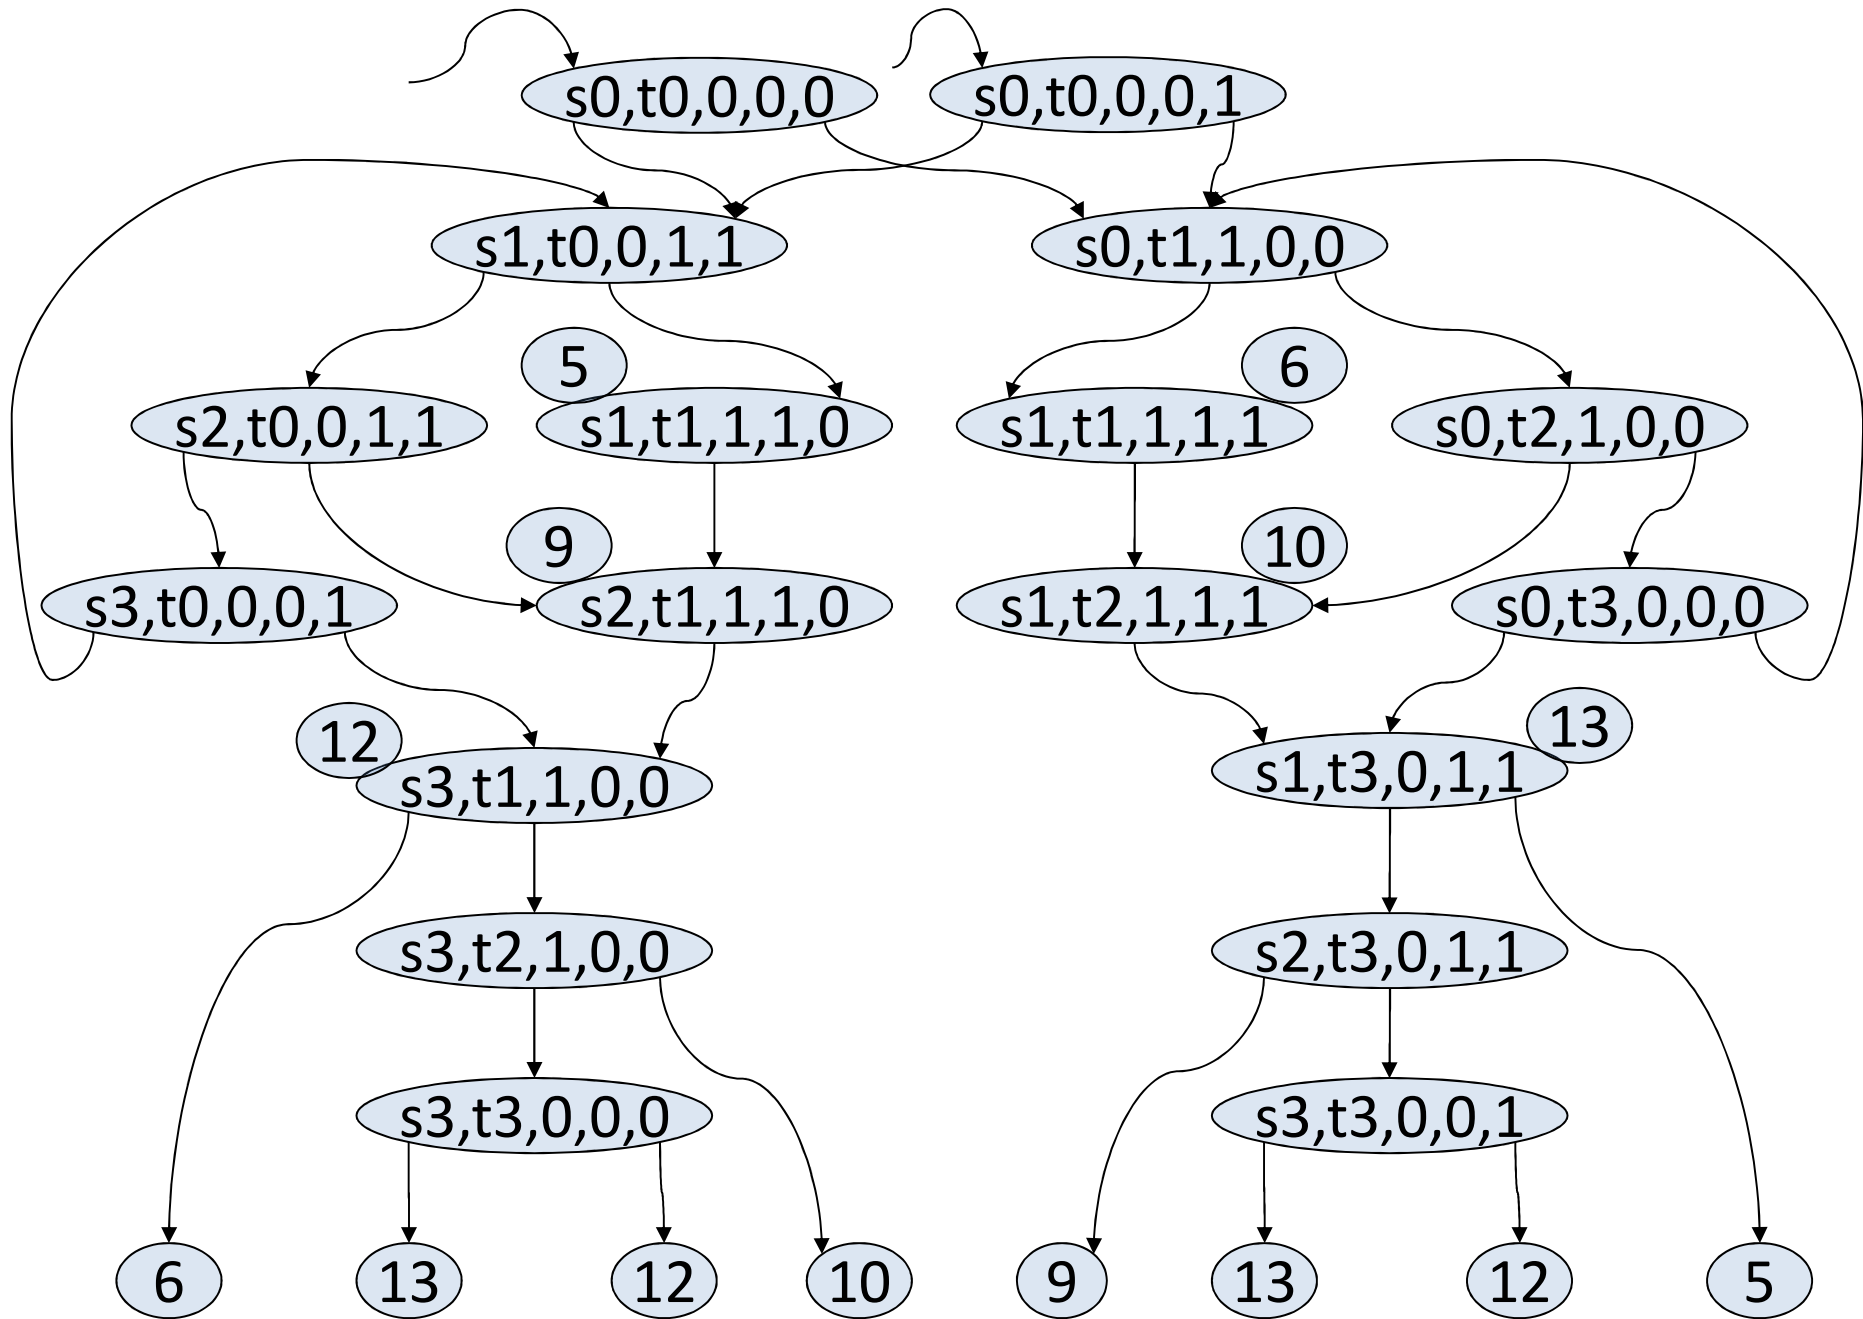 s0,t0,0,0,0
s0,t0,0,0,1
s1,t0,0,1,1
s0,t1,1,0,0
5
6
s2,t0,0,1,1
s1,t1,1,1,0
s1,t1,1,1,1
s0,t2,1,0,0
9
10
s3,t0,0,0,1
s2,t1,1,1,0
s1,t2,1,1,1
s0,t3,0,0,0
12
13
s3,t1,1,0,0
s1,t3,0,1,1
s3,t2,1,0,0
s2,t3,0,1,1
s3,t3,0,0,0
s3,t3,0,0,1
6
13
12
10
9
13
12
5